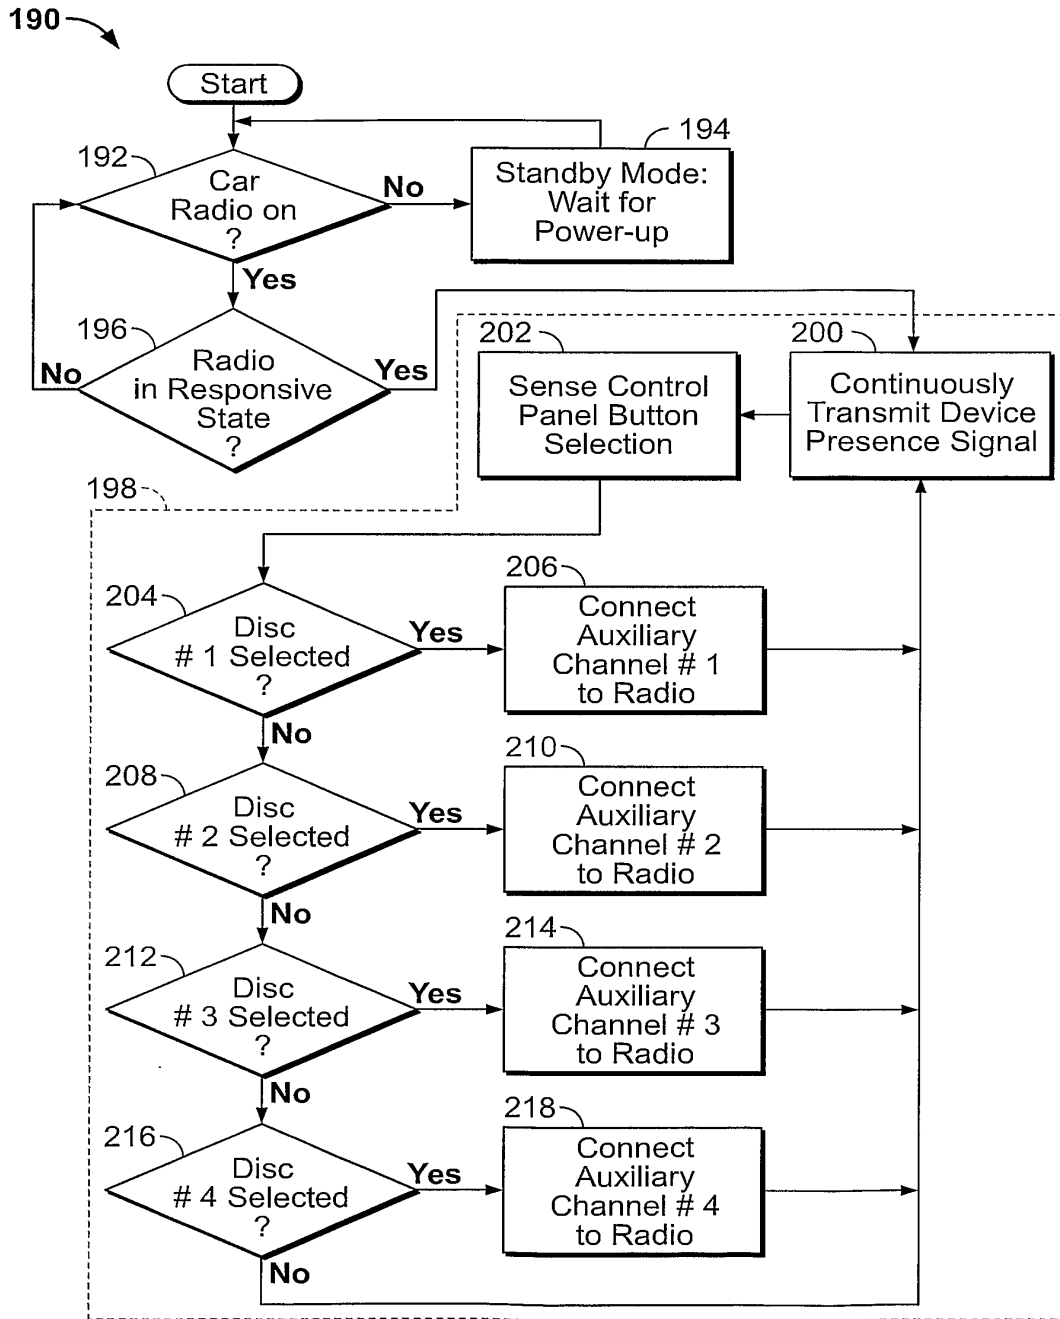 190
Start
192
Car
Radio on
?
No
194
Standby Mode:
Wait for
Power-up
Yes
196
Radio
in Responsive
State
?
No
Yes
202
Sense Control
Panel Button
Selection
200
Continuously
Transmit Device
Presence Signal
198
204
Disc
# 1 Selected
?
Yes
206
Connect
Auxiliary
Channel # 1
to Radio
No
208
Disc
# 2 Selected
?
Yes
210
Connect
Auxiliary
Channel # 2
to Radio
No
212
Disc
# 3 Selected
?
Yes
214
Connect
Auxiliary
Channel # 3
to Radio
No
216
Disc
# 4 Selected
?
Yes
218
Connect
Auxiliary
Channel # 4
to Radio
No